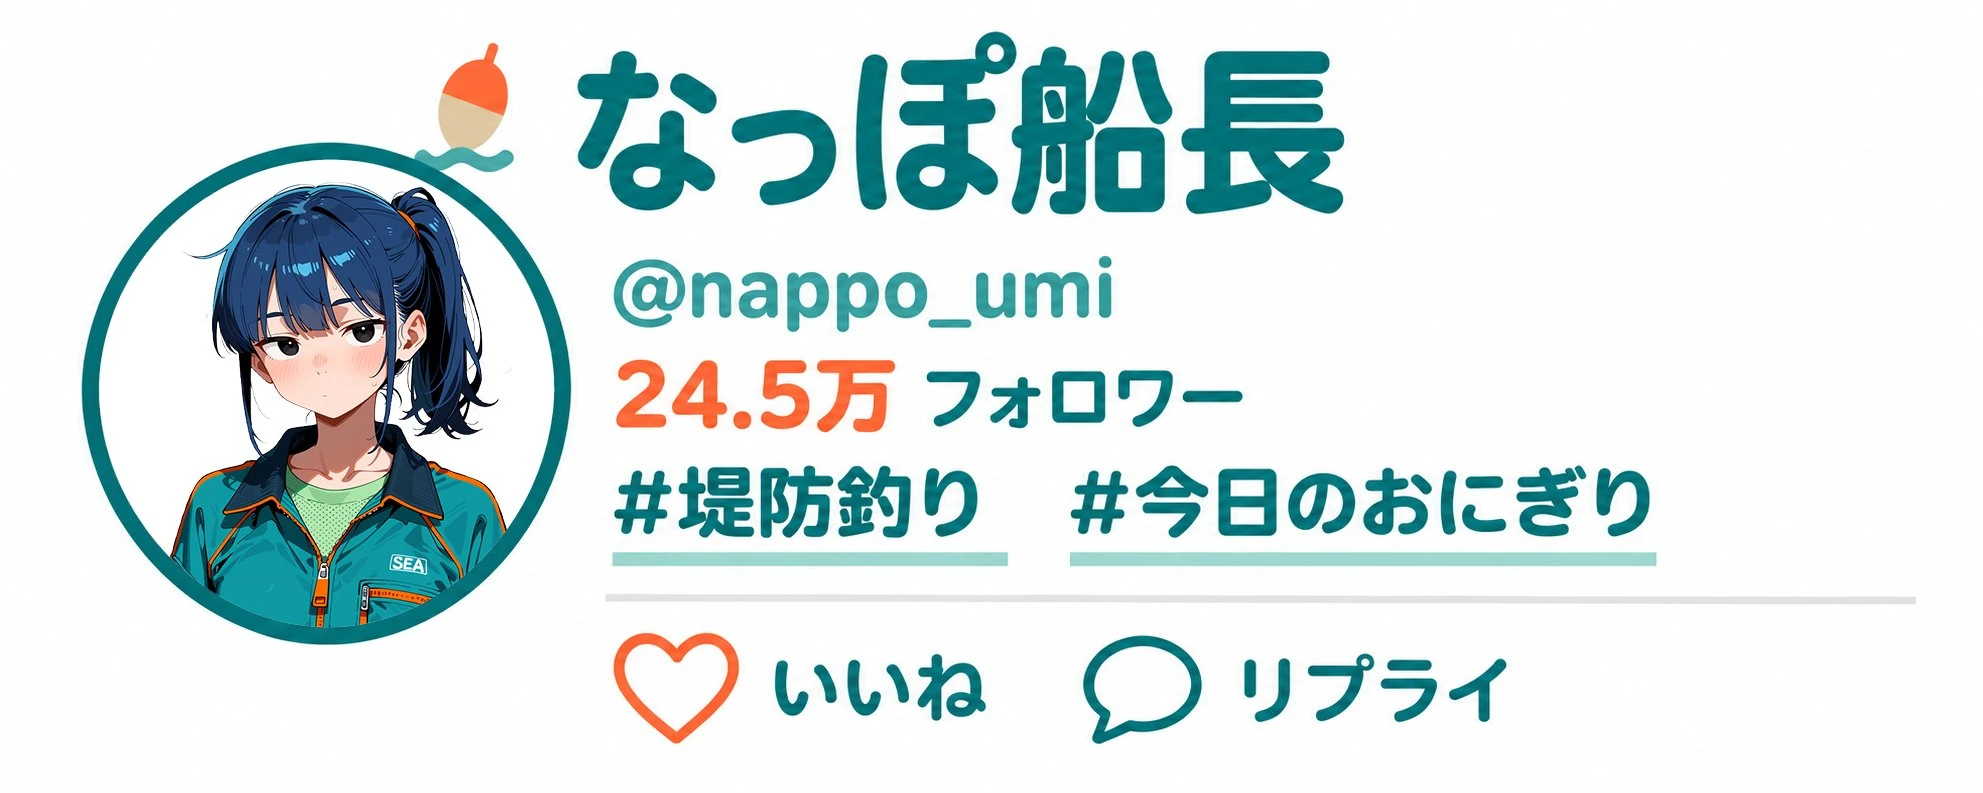 なっぽ船長
@nappo_umi
24.5万 フォロワー
#堤防釣り #今日のおにぎり
いいね リプライ
SEA